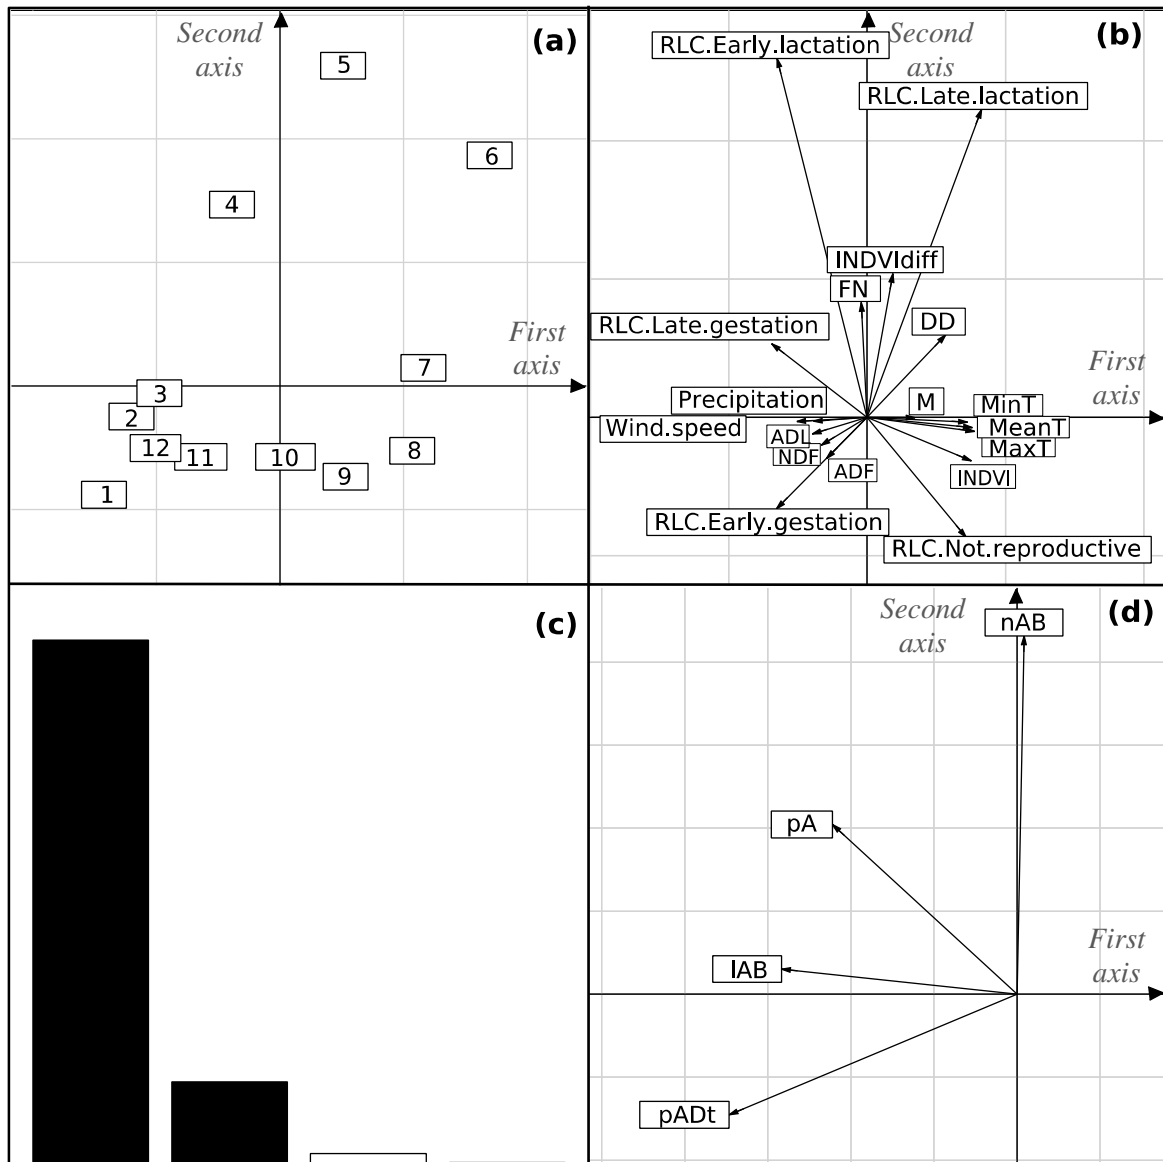 Second
axis
(a)
5
6
4
First
axis
7
3
2
12
11
10
8
9
1
RLC.Early.lactation
Second
axis
(b)
RLC.Late.lactation
INDVIdiff
FN
RLC.Late.gestation
DD
First
axis
Precipitation
M
MinT
Wind.speed
MeanT
ADL
MaxT
NDF
ADF
INDVI
RLC.Early.gestation
RLC.Not.reproductive
(c)
Second
axis
nAB
(d)
pA
First
axis
lAB
pADt